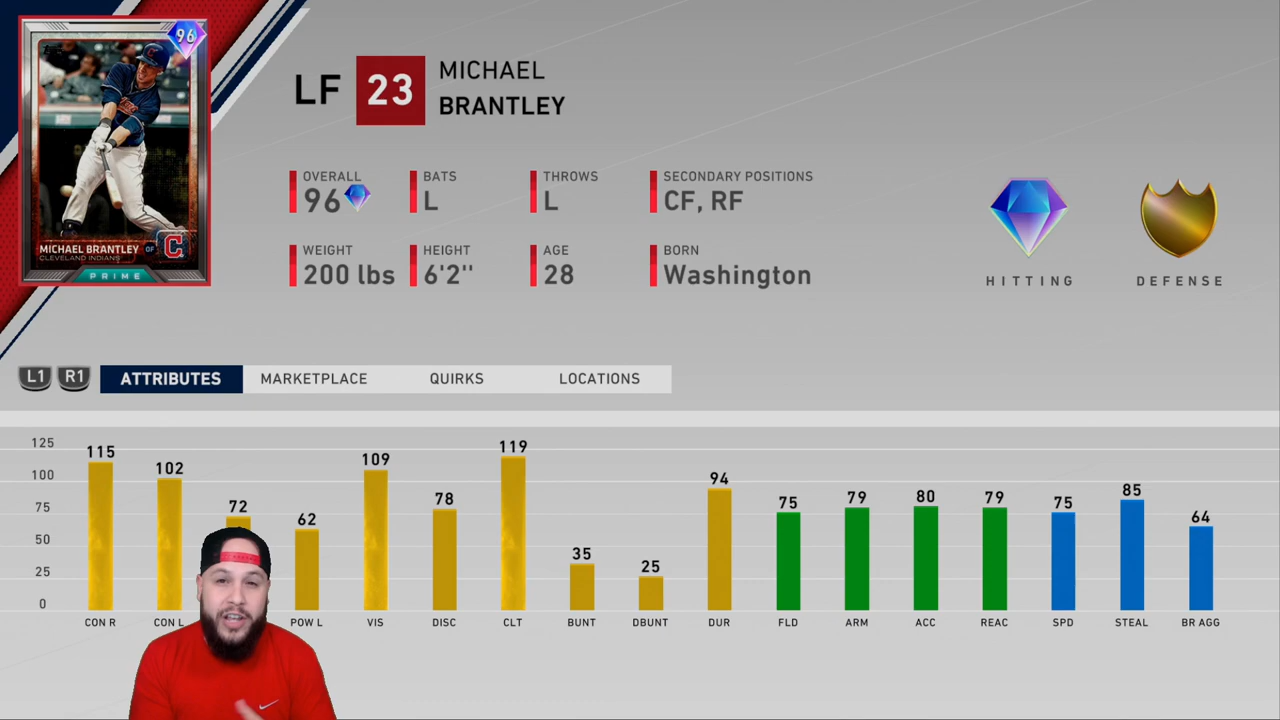 96
MICHAEL BRANTLEY OF
CLEVELAND INDIANS
PRIME
LF 23 MICHAEL BRANTLEY
OVERALL BATS THROWS SECONDARY POSITIONS
96 L L CF, RF
WEIGHT HEIGHT AGE BORN
200 lbs 6'2'' 28 Washington
HITTING DEFENSE
L1 R1 ATTRIBUTES MARKETPLACE QUIRKS LOCATIONS
125
100
75
50
25
0
115 102 72 62 109 78 119 35 25 94 75 79 80 79 75 85 64
CON R CON L POW L VIS DISC CLT BUNT DBUNT DUR FLD ARM ACC REAC SPD STEAL BR AGG